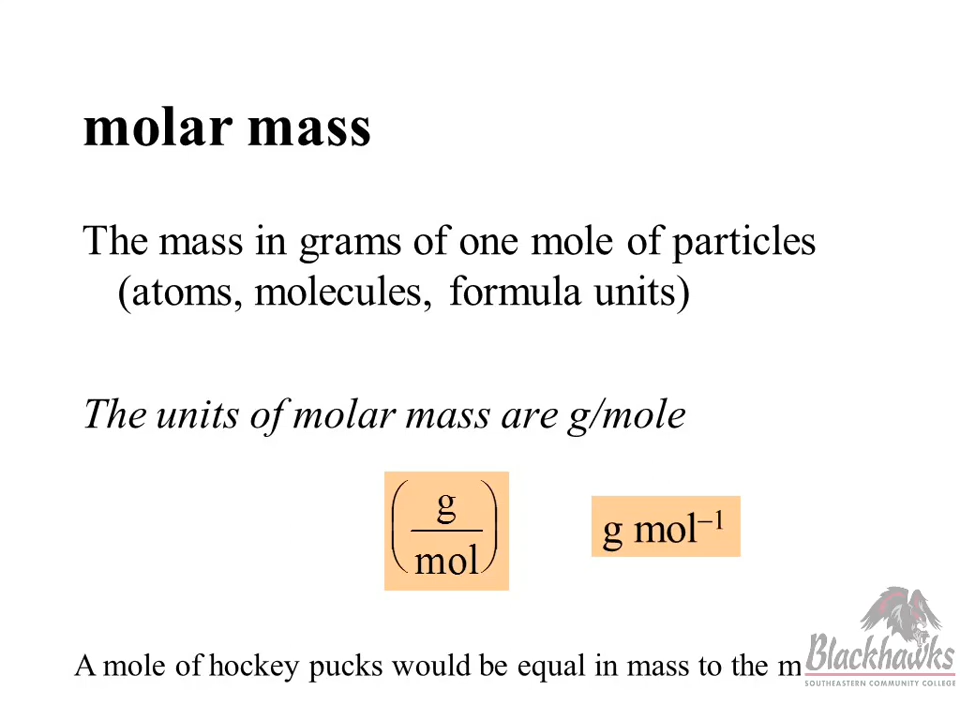 molar mass
The mass in grams of one mole of particles
(atoms, molecules, formula units)
The units of molar mass are g/mole
(g/mol)
g mol⁻¹
A mole of hockey pucks would be equal in mass to the m
Blackhawks
SOUTHEASTERN COMMUNITY COLLEGE